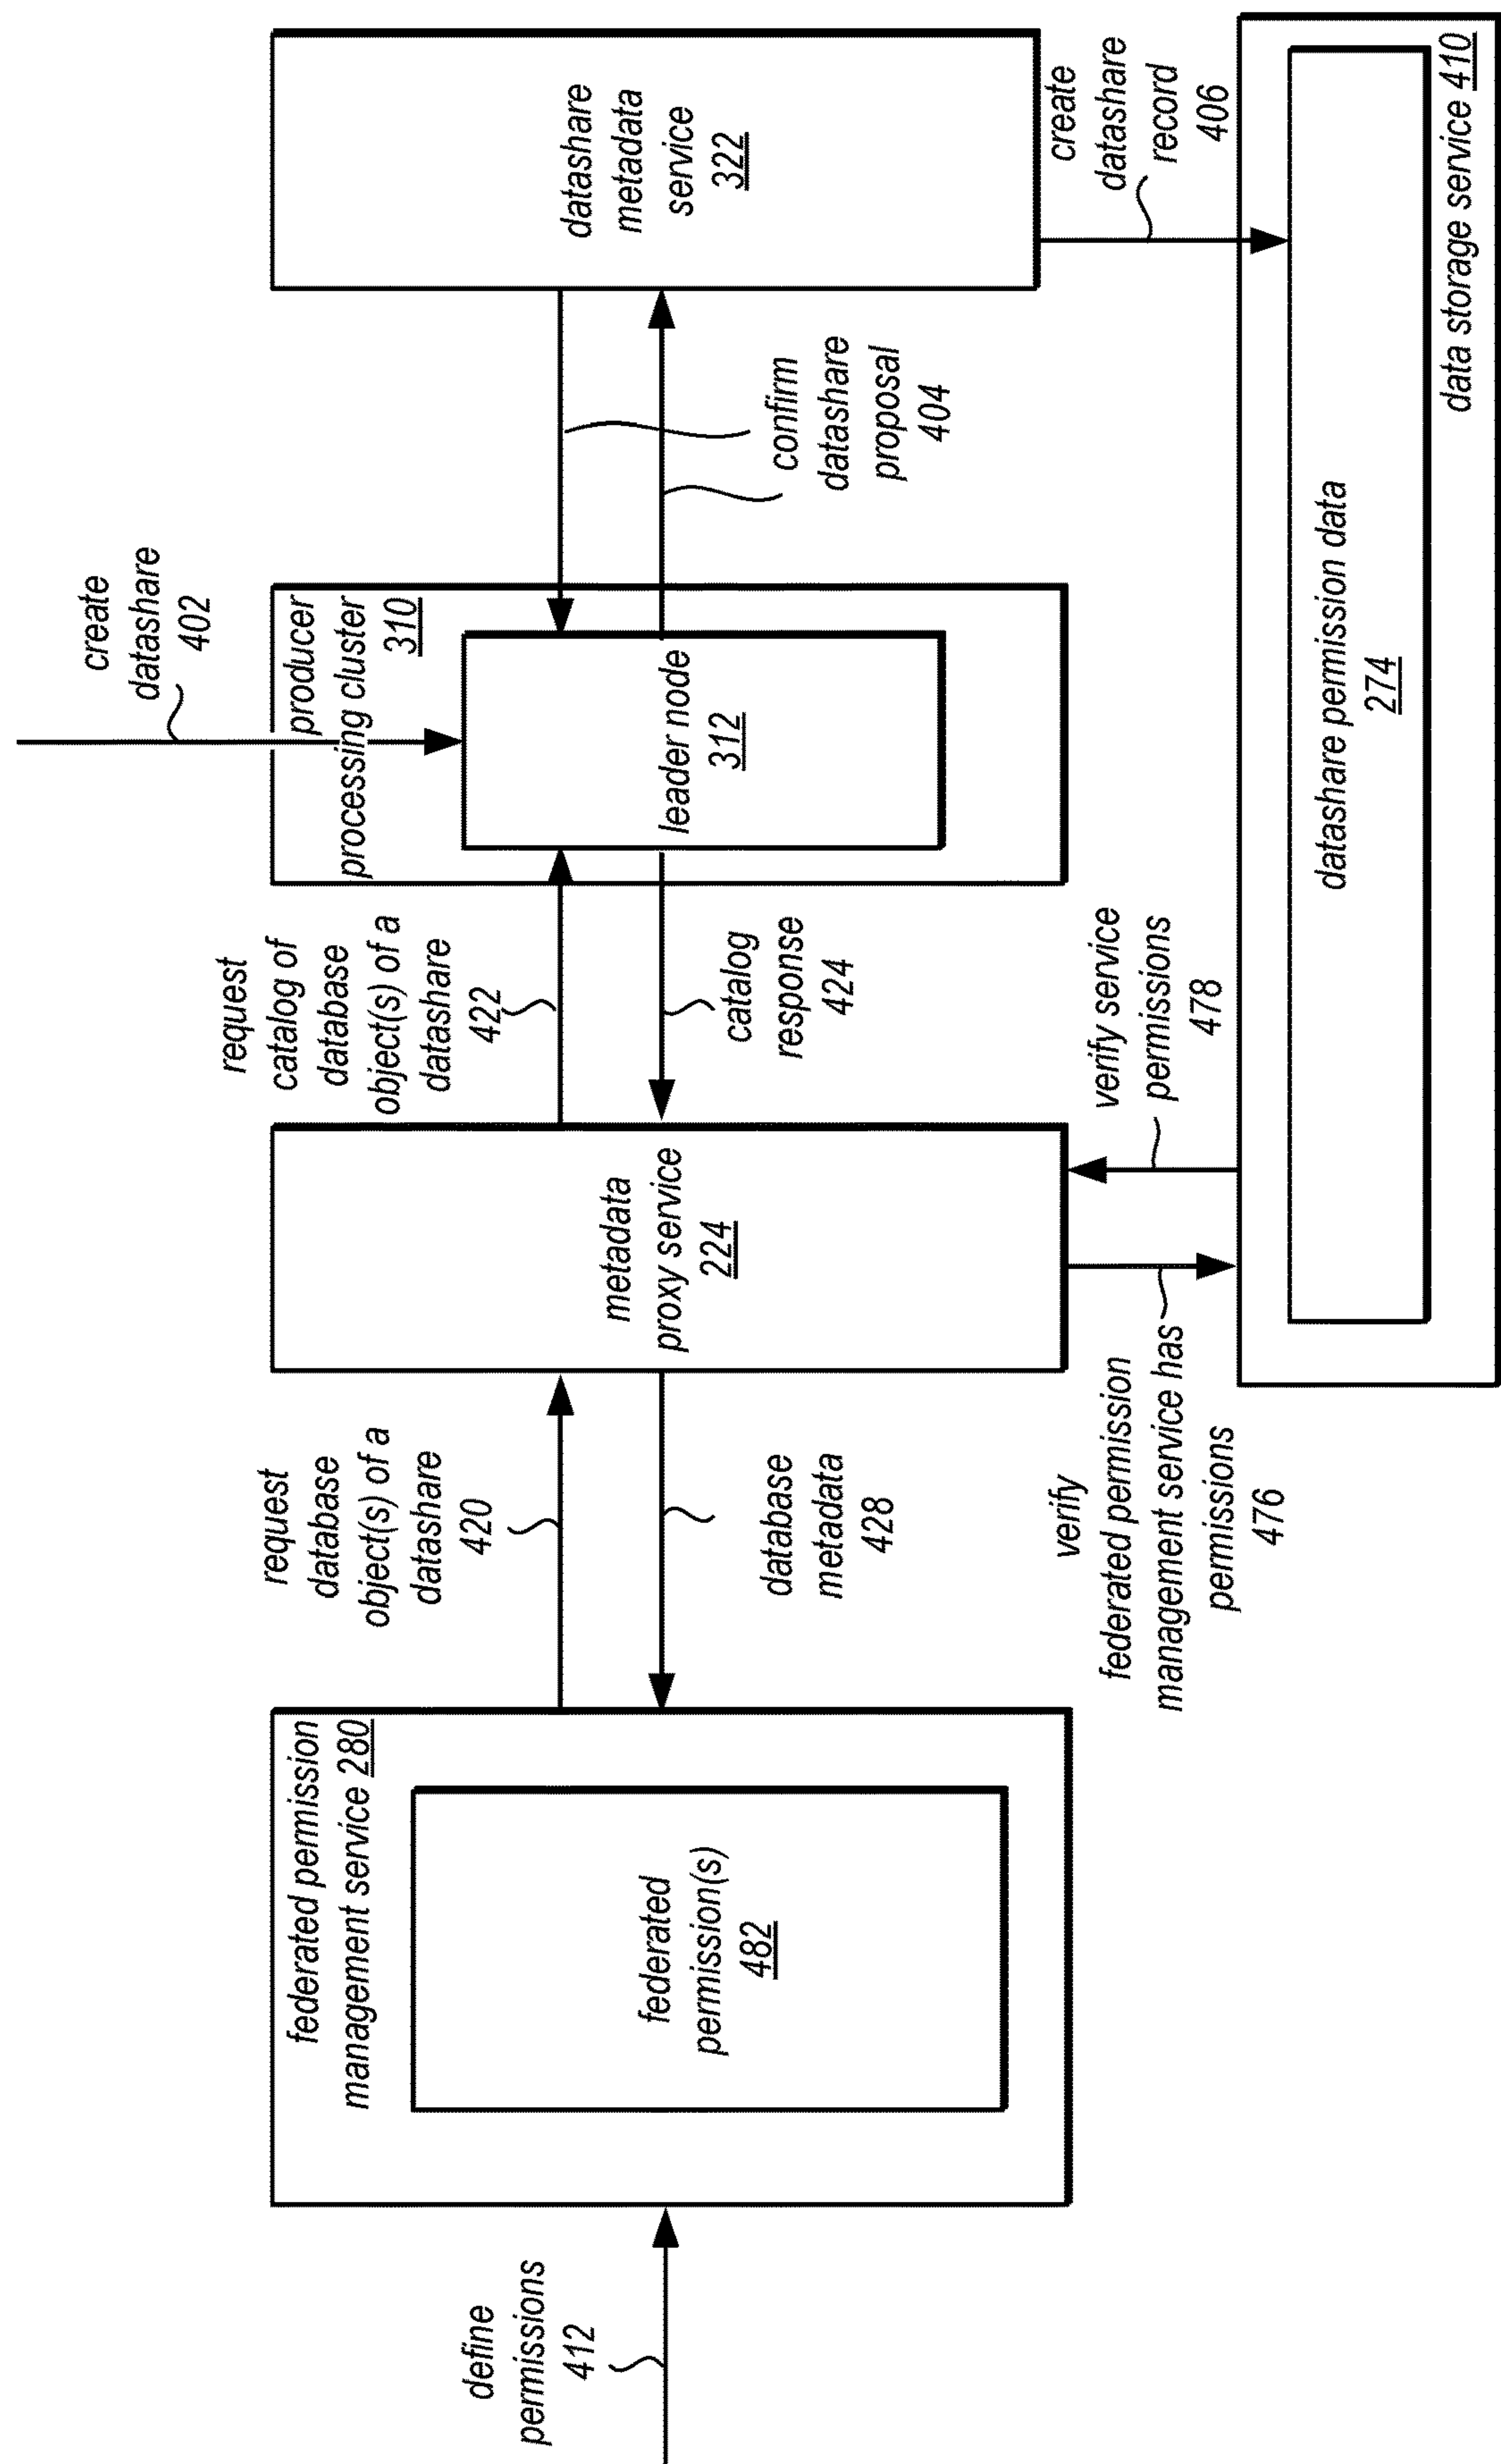 create
datashare
402
producer
processing cluster 310
leader node
312
datashare
metadata
service
322
confirm
datashare
proposal
404
create
datashare
record
406
request
catalog of
database
object(s) of a
datashare
422
catalog
response
424
metadata
proxy service
224
request
database
object(s) of a
datashare
420
database
metadata
428
federated permission
management service 280
federated
permission(s)
482
define
permissions
412
verify
federated permission
management service has
permissions
476
verify service
permissions
478
datashare permission data
274
data storage service 410